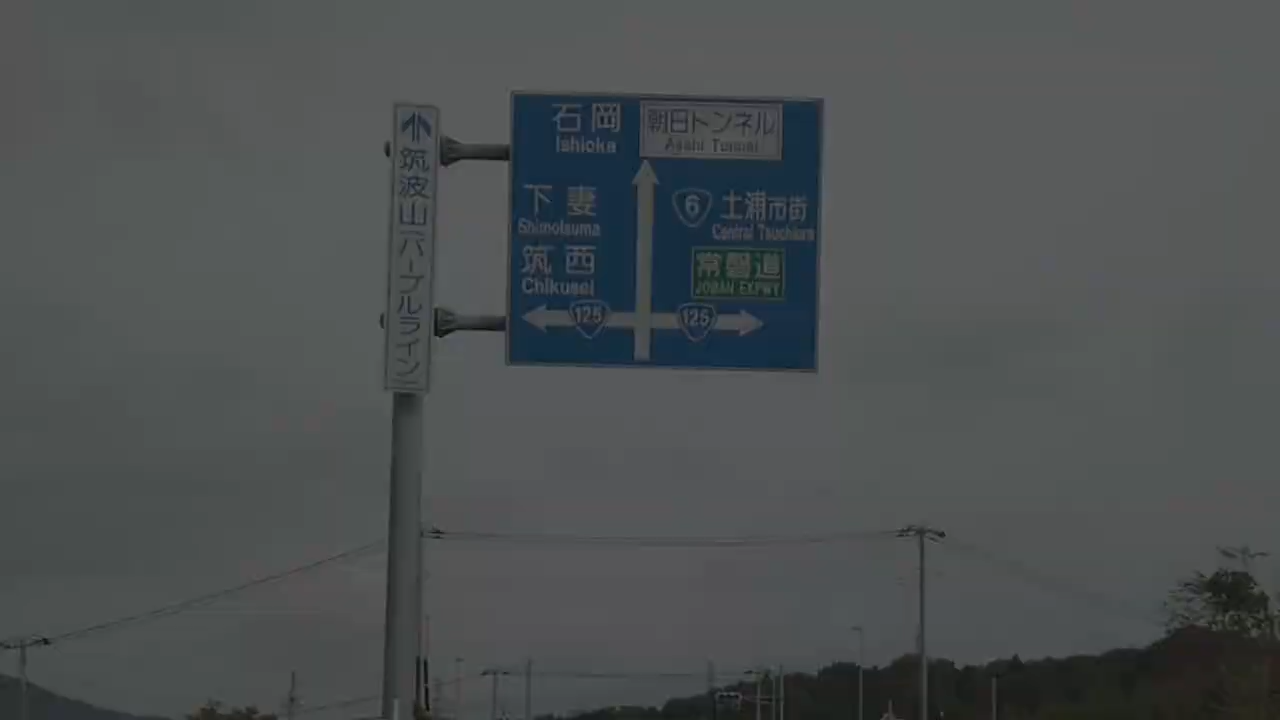 筑波山(パープルライン)
石岡
Ishioka
朝日トンネル
Asahi Tunnel
下妻
Shimotsuma
筑西
Chikusei
6
土浦市街
Central Tsuchiura
常磐道
JOBAN EXPWY
125
125